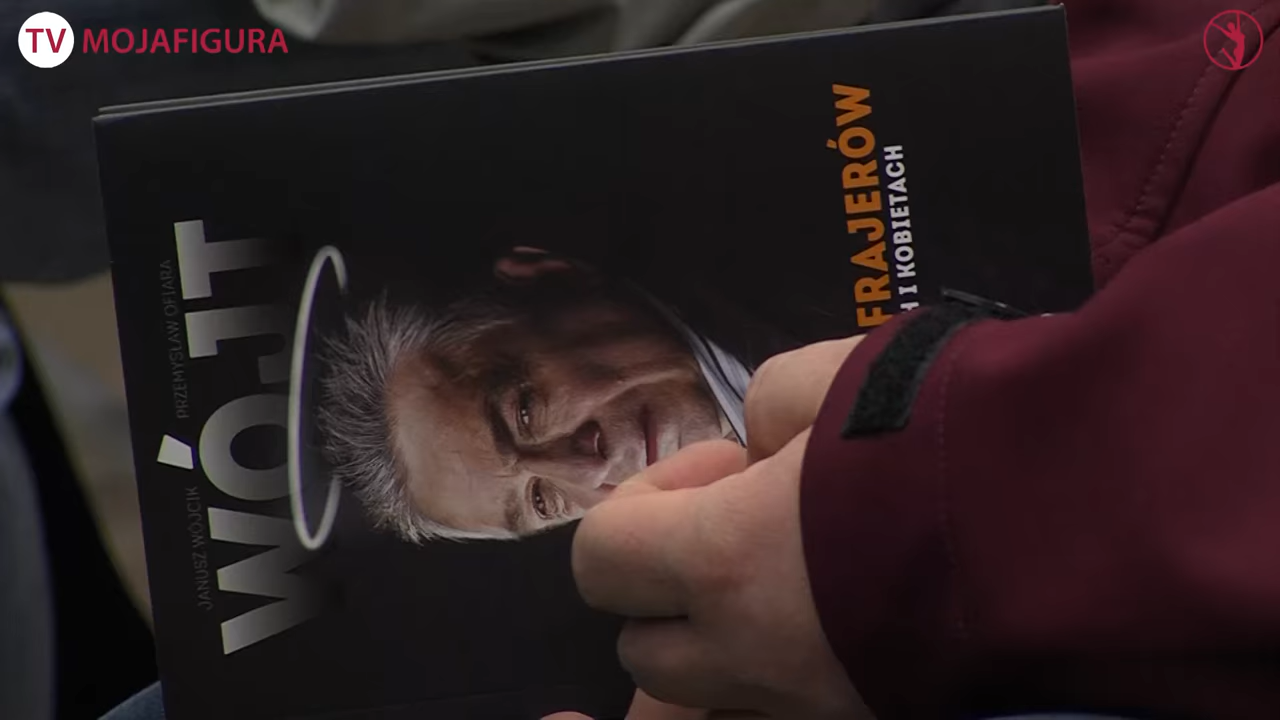 TV MOJAFIGURA
JANUSZ WÓJCIK PRZEMYSŁAW OFIARA
WÓJT
FRAJERÓW
I KOBIETACH